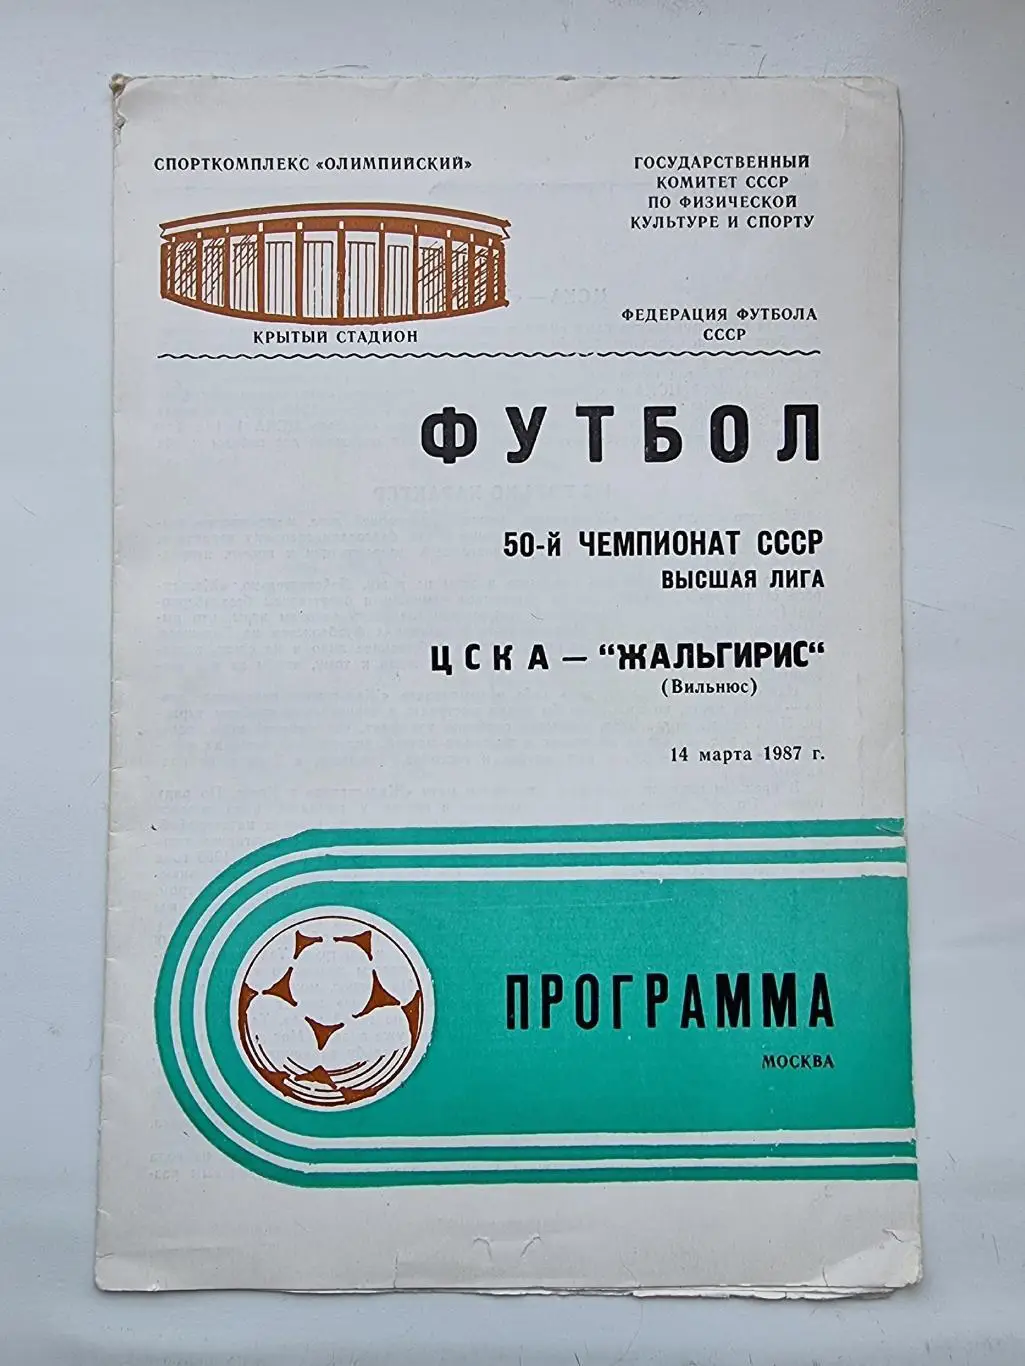 СПОРТКОМПЛЕКС «ОЛИМПИЙСКИЙ»
КРЫТЫЙ СТАДИОН
ГОСУДАРСТВЕННЫЙ
КОМИТЕТ СССР
ПО ФИЗИЧЕСКОЙ
КУЛЬТУРЕ И СПОРТУ
ФЕДЕРАЦИЯ ФУТБОЛА
СССР
ФУТБОЛ
50-й ЧЕМПИОНАТ СССР
ВЫСШАЯ ЛИГА
ЦСКА — "ЖАЛЬГИРИС"
(Вильнюс)
14 марта 1987 г.
ПРОГРАММА
МОСКВА